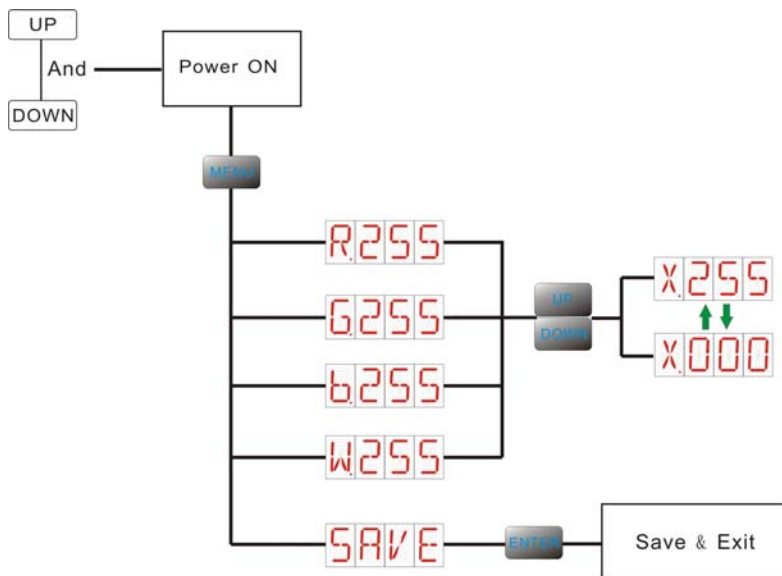 UP
And
Power ON
DOWN
MENU
R.255
G.255
b.255
W.255
UP
DOWN
X.255
X.000
SAVE
ENTER
Save & Exit